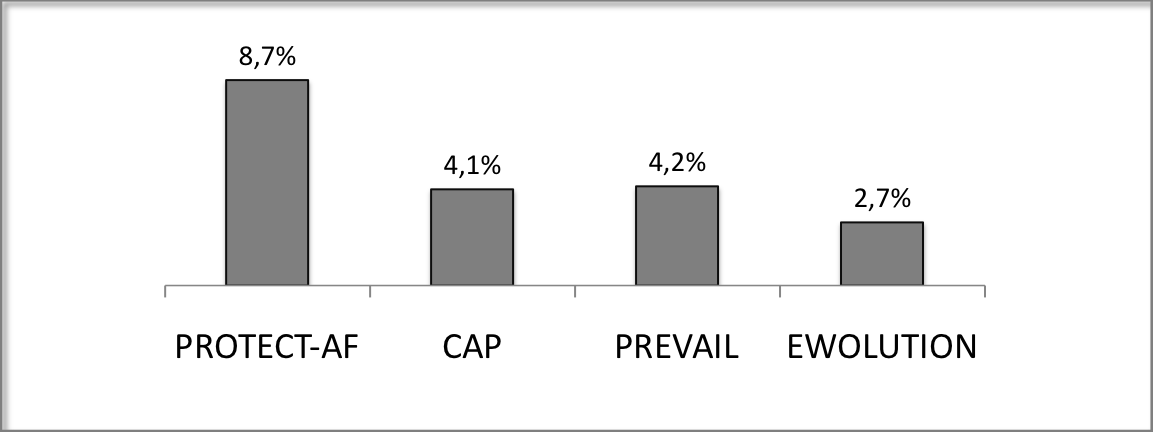 8,7%
4,1%
4,2%
2,7%
PROTECT-AF CAP PREVAIL EWOLUTION